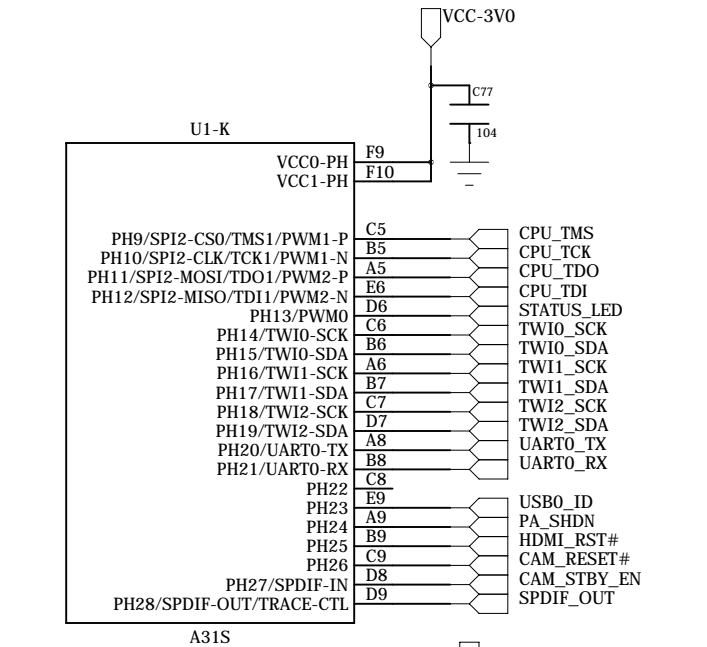 VCC-3V0
C77
104
U1-K
VCC0-PH F9
VCC1-PH F10
PH9/SPI2-CS0/TMS1/PWM1-P C5 CPU_TMS
PH10/SPI2-CLK/TCK1/PWM1-N B5 CPU_TCK
PH11/SPI2-MOSI/TDO1/PWM2-P A5 CPU_TDO
PH12/SPI2-MISO/TDI1/PWM2-N E6 CPU_TDI
PH13/PWM0 D6 STATUS_LED
PH14/TWI0-SCK C6 TWI0_SCK
PH15/TWI0-SDA B6 TWI0_SDA
PH16/TWI1-SCK A6 TWI1_SCK
PH17/TWI1-SDA B7 TWI1_SDA
PH18/TWI2-SCK C7 TWI2_SCK
PH19/TWI2-SDA D7 TWI2_SDA
PH20/UART0-TX A8 UART0_TX
PH21/UART0-RX B8 UART0_RX
PH22 C8
PH23 E9 USB0_ID
PH24 A9 PA_SHDN
PH25 B9 HDMI_RST#
PH26 C9 CAM_RESET#
PH27/SPDIF-IN D8 CAM_STBY_EN
PH28/SPDIF-OUT/TRACE-CTL D9 SPDIF_OUT
A31S